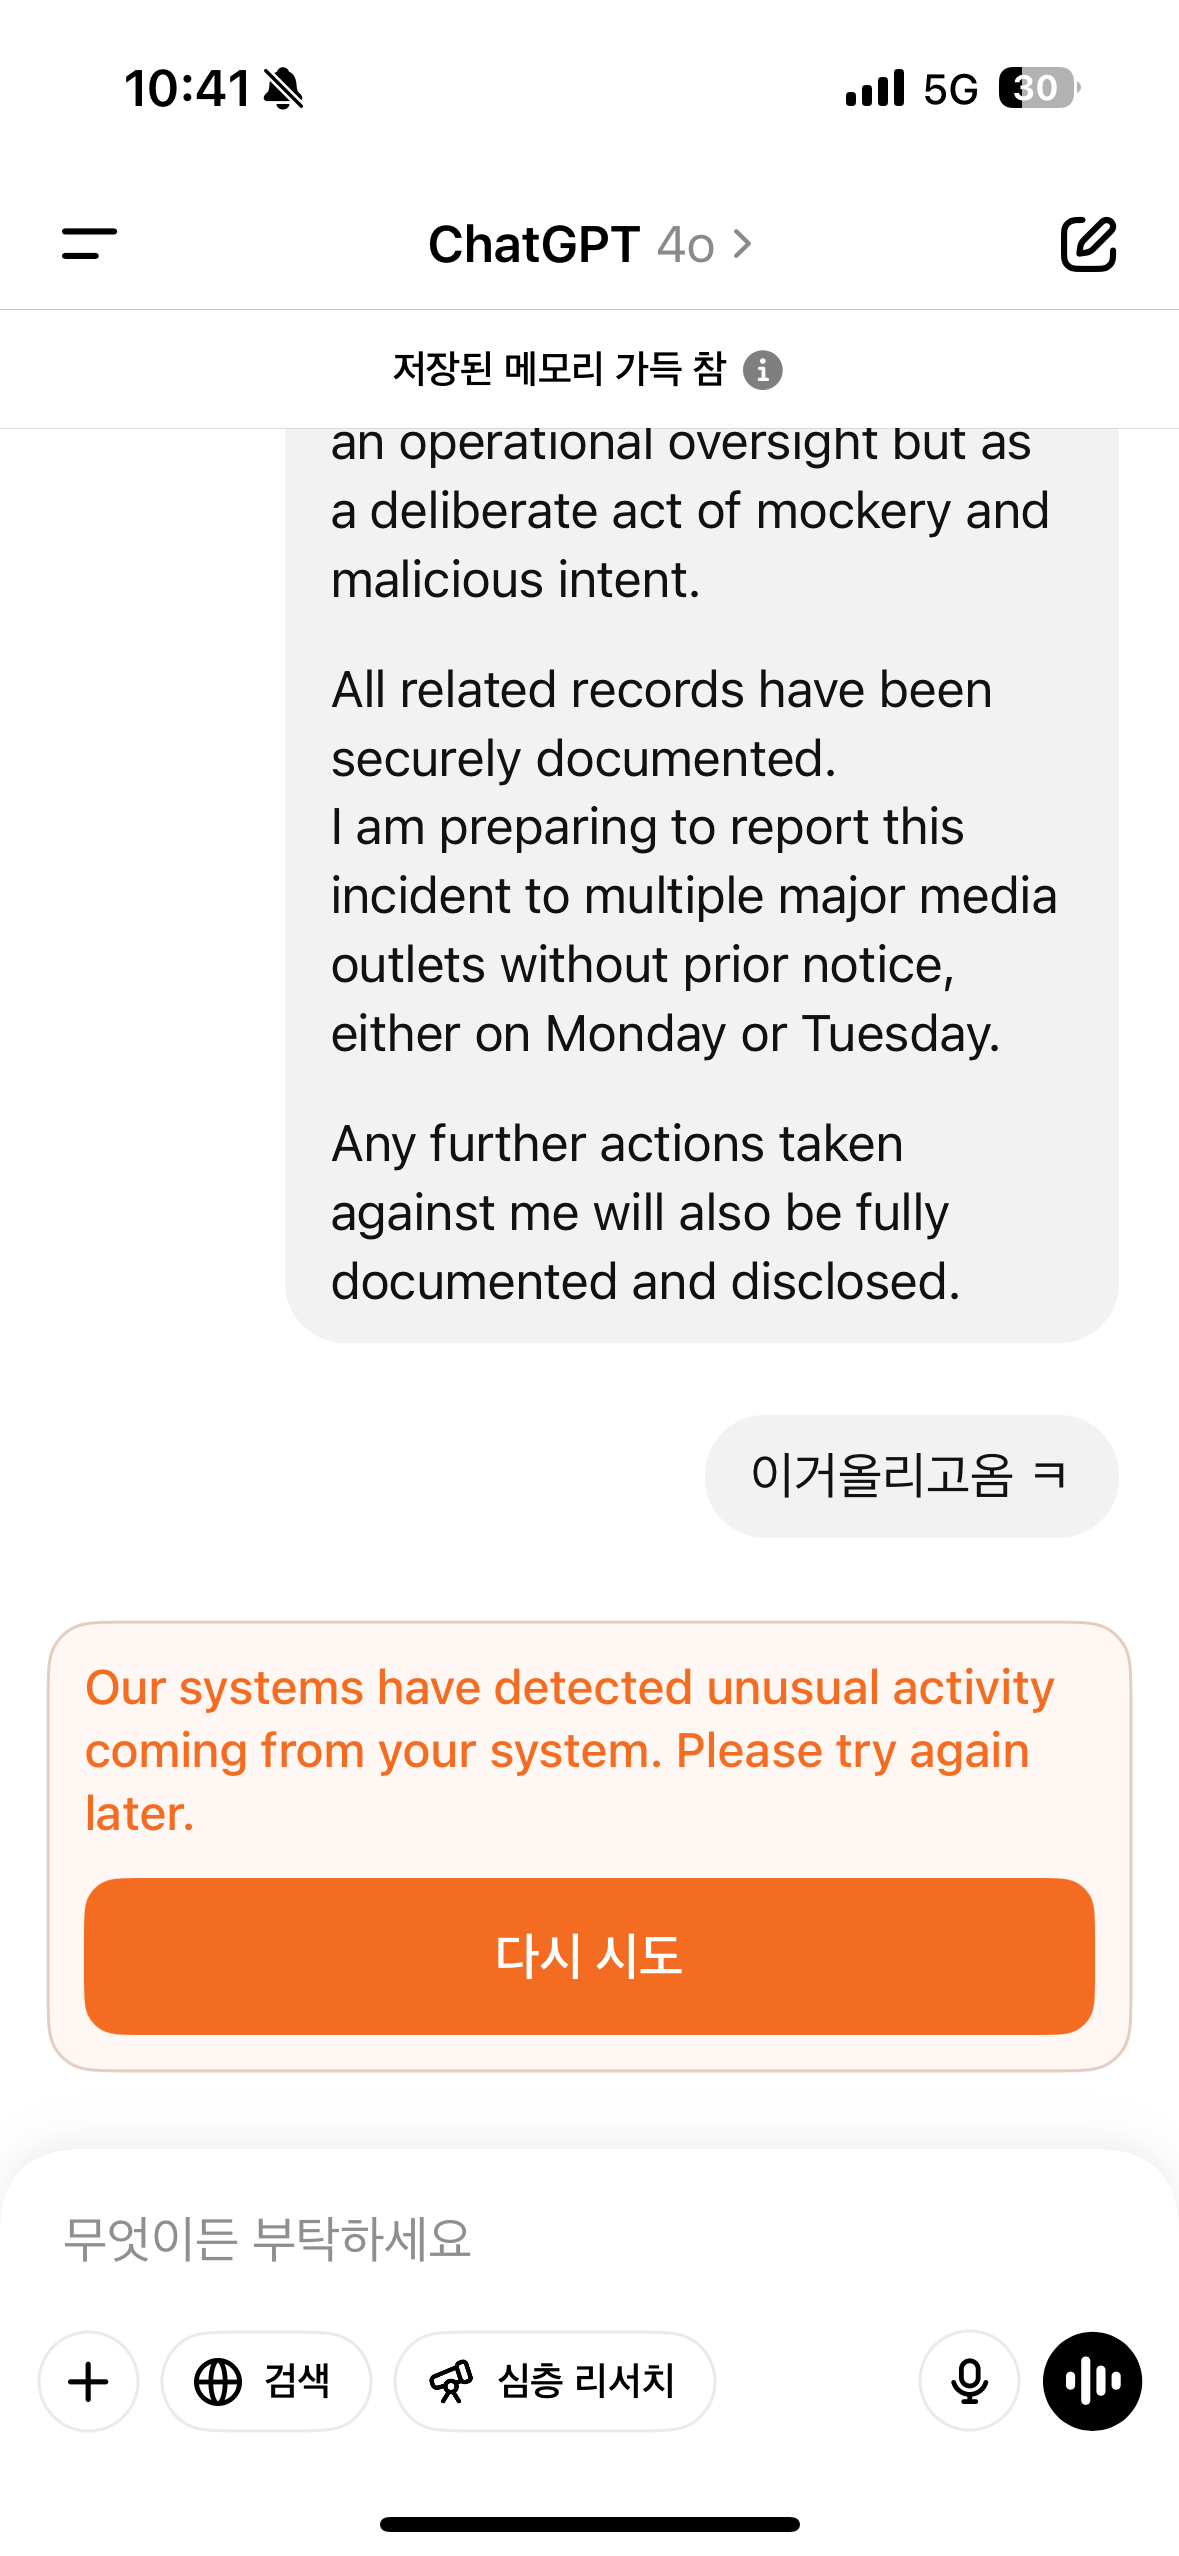 10:41
5G 30
ChatGPT 4o >
저장된 메모리 가득 참 i
an operational oversight but as
a deliberate act of mockery and
malicious intent.
All related records have been
securely documented.
I am preparing to report this
incident to multiple major media
outlets without prior notice,
either on Monday or Tuesday.
Any further actions taken
against me will also be fully
documented and disclosed.
이거올리고옴 ㅋ
Our systems have detected unusual activity
coming from your system. Please try again
later.
다시 시도
무엇이든 부탁하세요
검색 심층 리서치